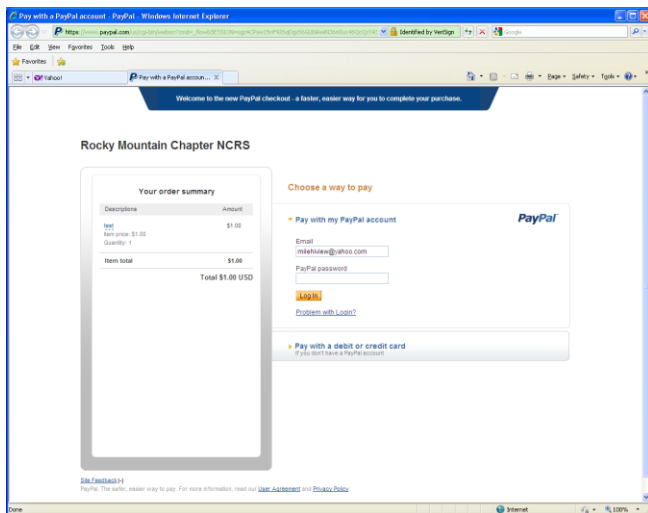 Pay with a PayPal account - PayPal - Windows Internet Explorer
https://www.paypal.com
Identified by VeriSign
Google
File Edit View Favorites Tools Help
Favorites
Yahoo!
Pay with a PayPal accoun...
Page Safety Tools
Welcome to the new PayPal checkout - a faster, easier way for you to complete your purchase.
Rocky Mountain Chapter NCRS
Your order summary
Descriptions Amount
test $1.00
Item price: $1.00
Quantity: 1
Item total $1.00
Total $1.00 USD
Choose a way to pay
Pay with my PayPal account
PayPal
Email
milehiview@yahoo.com
PayPal password
Log In
Problem with Login?
Pay with a debit or credit card
If you don't have a PayPal account
Site Feedback [-]
PayPal. The safer, easier way to pay. For more information, read our User Agreement and Privacy Policy.
Done
Internet
100%